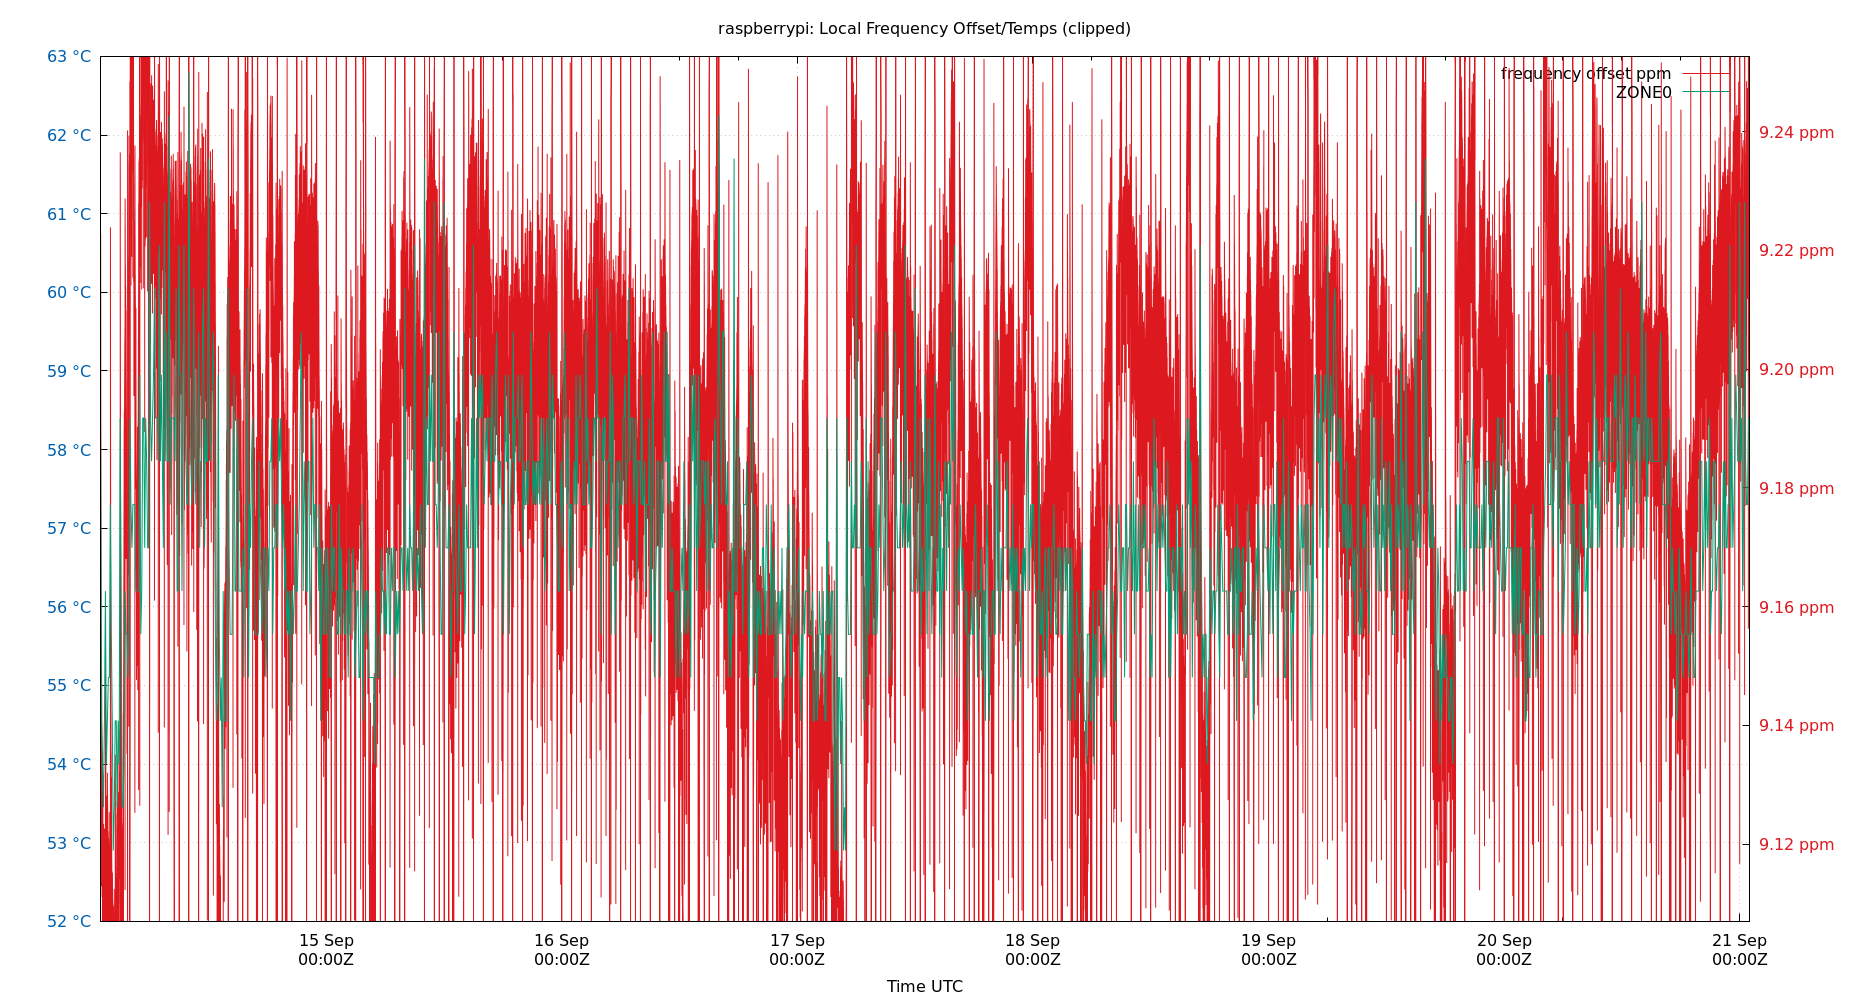 raspberrypi: Local Frequency Offset/Temps (clipped)
63 °C
62 °C
61 °C
60 °C
59 °C
58 °C
57 °C
56 °C
55 °C
54 °C
53 °C
52 °C
frequency offset ppm
ZONE0
9.24 ppm
9.22 ppm
9.20 ppm
9.18 ppm
9.16 ppm
9.14 ppm
9.12 ppm
15 Sep
00:00Z
16 Sep
00:00Z
17 Sep
00:00Z
18 Sep
00:00Z
19 Sep
00:00Z
20 Sep
00:00Z
21 Sep
00:00Z
Time UTC